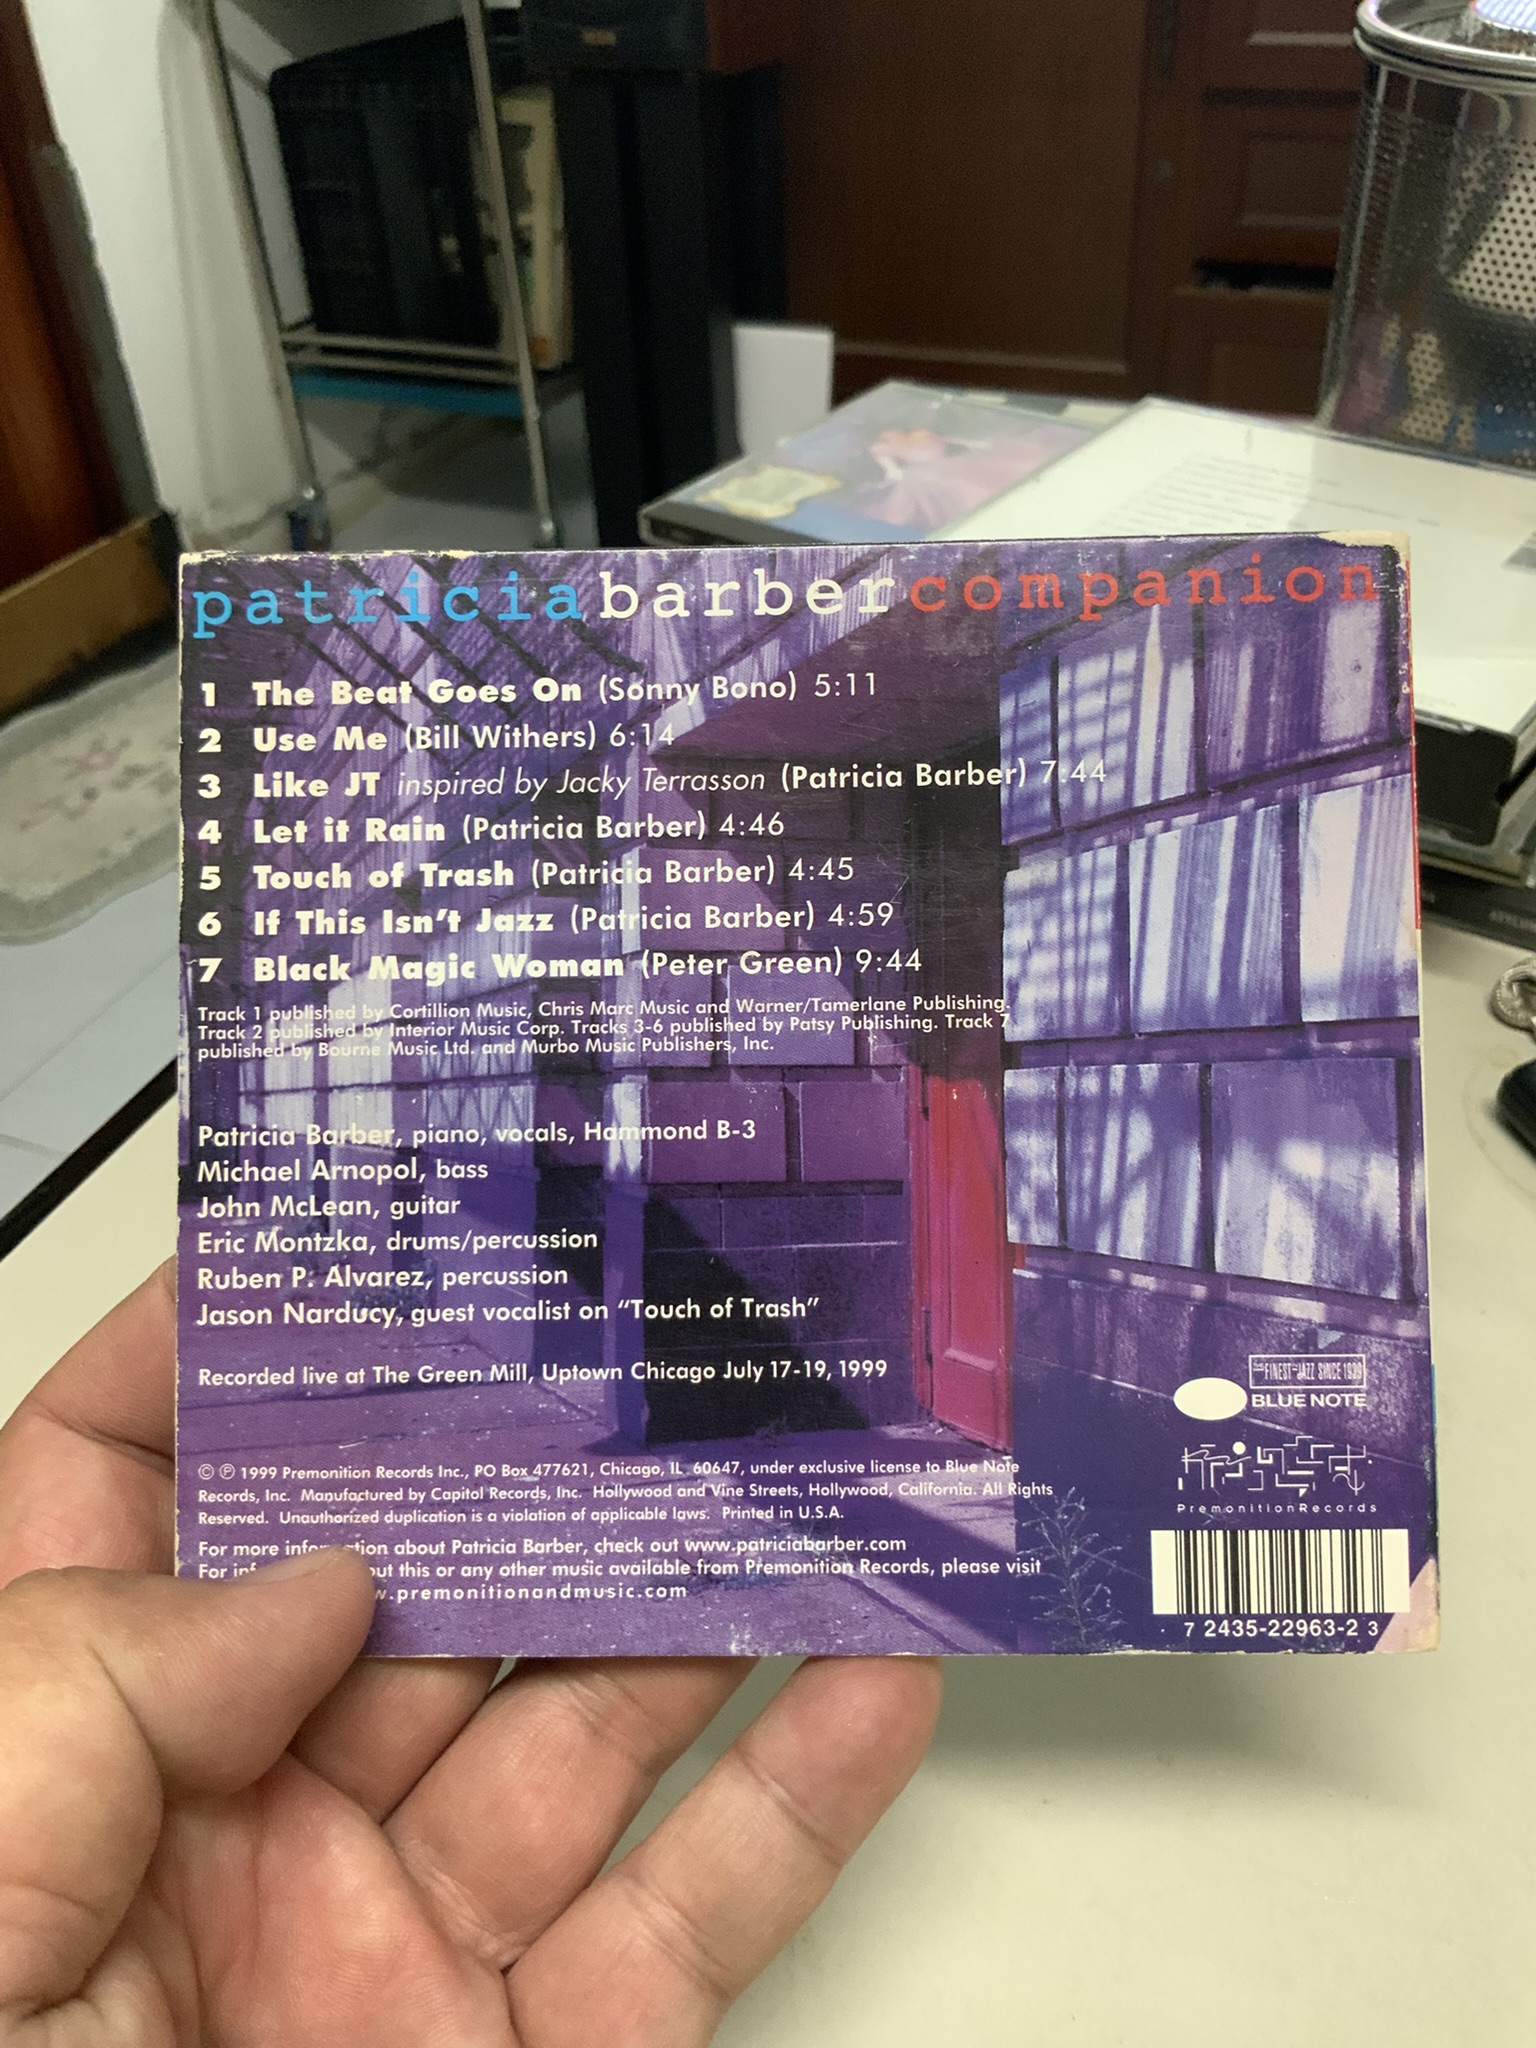 patriciabarbercompanion
1 The Beat Goes On (Sonny Bono) 5:11
2 Use Me (Bill Withers) 6:14
3 Like JT inspired by Jacky Terrasson (Patricia Barber) 7:44
4 Let it Rain (Patricia Barber) 4:46
5 Touch of Trash (Patricia Barber) 4:45
6 If This Isn't Jazz (Patricia Barber) 4:59
7 Black Magic Woman (Peter Green) 9:44
Track 1 published by Cortillion Music, Chris Marc Music and Warner/Tamerlane Publishing.
Track 2 published by Interior Music Corp. Tracks 3-6 published by Patsy Publishing. Track 7
published by Bourne Music Ltd. and Murbo Music Publishers, Inc.
Patricia Barber, piano, vocals, Hammond B-3
Michael Arnopol, bass
John McLean, guitar
Eric Montzka, drums/percussion
Ruben P. Alvarez, percussion
Jason Narducy, guest vocalist on “Touch of Trash”
Recorded live at The Green Mill, Uptown Chicago July 17-19, 1999
THE FINEST IN JAZZ SINCE 1939
BLUE NOTE
© ℗ 1999 Premonition Records Inc., PO Box 477621, Chicago, IL 60647, under exclusive license to Blue Note
Records, Inc. Manufactured by Capitol Records, Inc. Hollywood and Vine Streets, Hollywood, California. All Rights
Reserved. Unauthorized duplication is a violation of applicable laws. Printed in U.S.A.
PremonitionRecords
For more information about Patricia Barber, check out www.patriciabarber.com
For out this or any other music available from Premonition Records, please visit
.premonitionandmusic.com
7 2435-22963-2 3